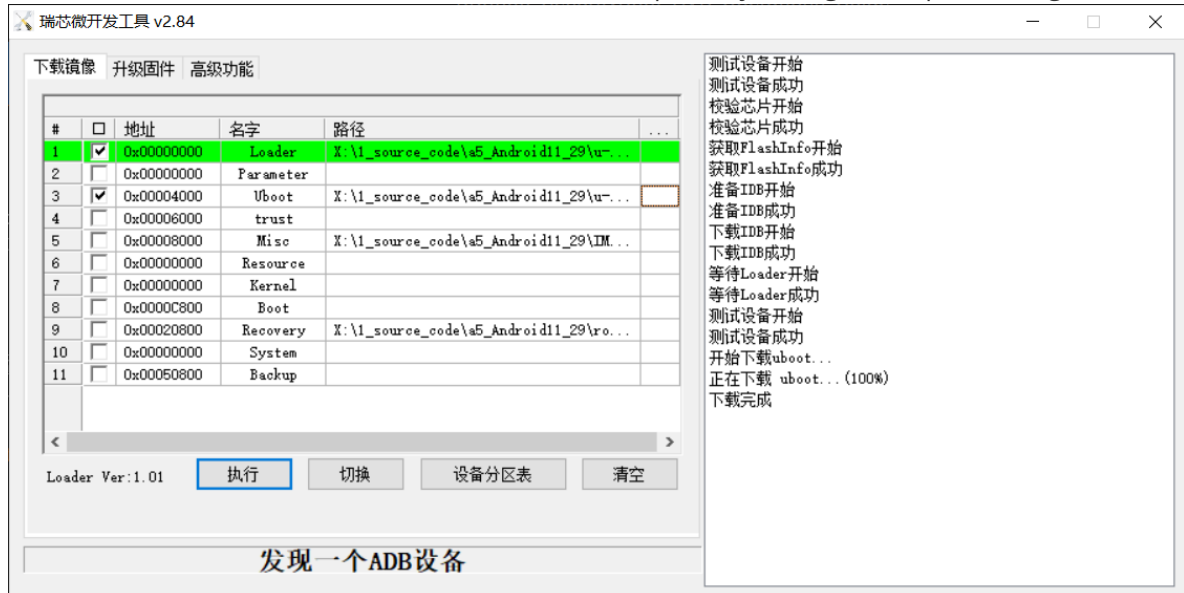 瑞芯微开发工具 v2.84
下载镜像 升级固件 高级功能
# 地址 名字 路径 ...
1 0x00000000 Loader X:\1_source_code\a5_Android11_29\u-...
2 0x00000000 Parameter
3 0x00004000 Uboot X:\1_source_code\a5_Android11_29\u-...
4 0x00006000 trust
5 0x00008000 Misc X:\1_source_code\a5_Android11_29\IM...
6 0x00000000 Resource
7 0x00000000 Kernel
8 0x0000C800 Boot
9 0x00020800 Recovery X:\1_source_code\a5_Android11_29\ro...
10 0x00000000 System
11 0x00050800 Backup
Loader Ver:1.01 执行 切换 设备分区表 清空
发现一个ADB设备
测试设备开始
测试设备成功
校验芯片开始
校验芯片成功
获取FlashInfo开始
获取FlashInfo成功
准备IDB开始
准备IDB成功
下载IDB开始
下载IDB成功
等待Loader开始
等待Loader成功
测试设备开始
测试设备成功
开始下载uboot...
正在下载 uboot...(100%)
下载完成